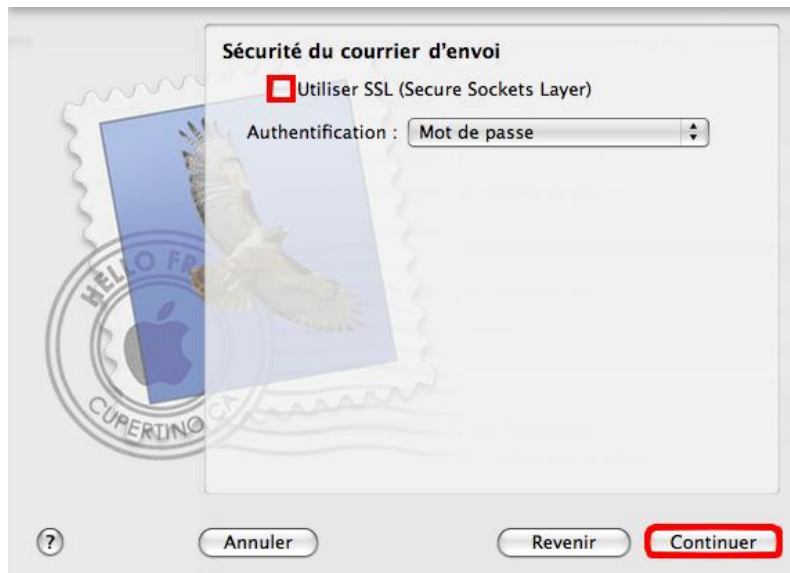 Sécurité du courrier d'envoi
Utiliser SSL (Secure Sockets Layer)
Authentification : Mot de passe
HELLO FR
CUPERTINO CA
? Annuler Revenir Continuer